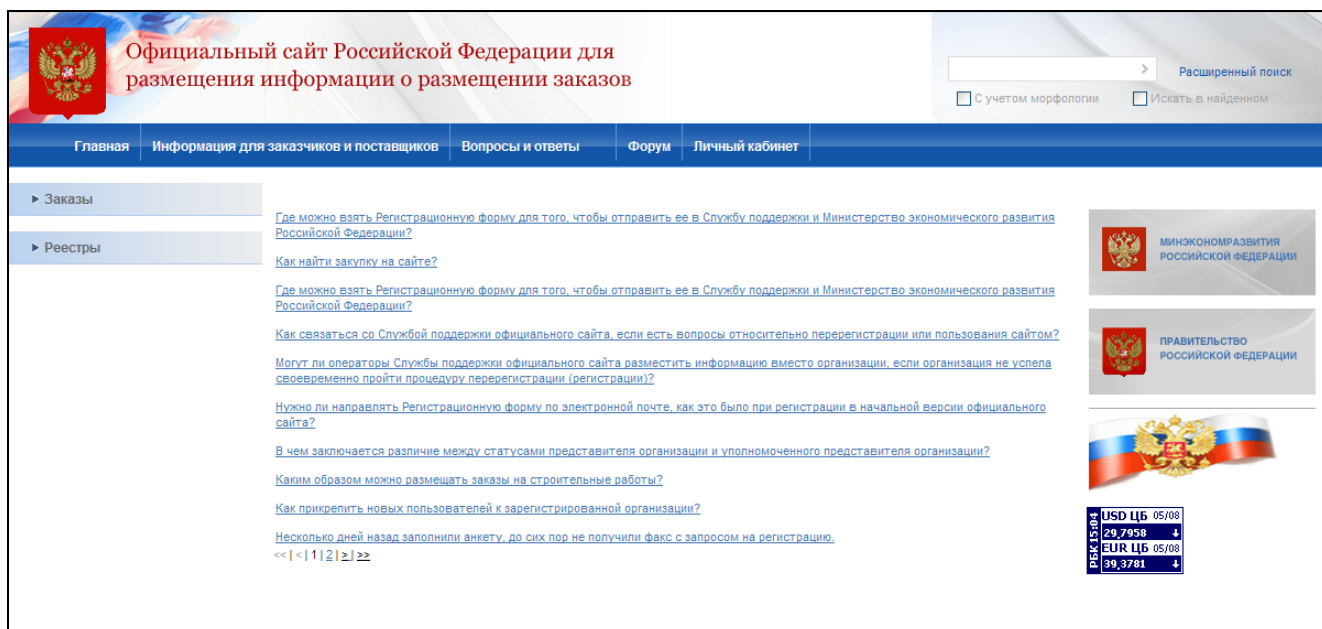 Официальный сайт Российской Федерации для
размещения информации о размещении заказов
Расширенный поиск
С учетом морфологии
Искать в найденном
Главная
Информация для заказчиков и поставщиков
Вопросы и ответы
Форум
Личный кабинет
Заказы
Реестры
Где можно взять Регистрационную форму для того, чтобы отправить ее в Службу поддержки и Министерство экономического развития
Российской Федерации?
Как найти закупку на сайте?
Где можно взять Регистрационную форму для того, чтобы отправить ее в Службу поддержки и Министерство экономического развития
Российской Федерации?
Как связаться со Службой поддержки официального сайта, если есть вопросы относительно перерегистрации или пользования сайтом?
Могут ли операторы Службы поддержки официального сайта разместить информацию вместо организации, если организация не успела
своевременно пройти процедуру перерегистрации (регистрации)?
Нужно ли направлять Регистрационную форму по электронной почте, как это было при регистрации в начальной версии официального
сайта?
В чем заключается различие между статусами представителя организации и уполномоченного представителя организации?
Каким образом можно размещать заказы на строительные работы?
Как прикрепить новых пользователей к зарегистрированной организации?
Несколько дней назад заполнили анкету, до сих пор не получили факс с запросом на регистрацию.
<< | < | 1 | 2 | > | >>
МИНЭКОНОМРАЗВИТИЯ
РОССИЙСКОЙ ФЕДЕРАЦИИ
ПРАВИТЕЛЬСТВО
РОССИЙСКОЙ ФЕДЕРАЦИИ
РБК 15:04
USD ЦБ 05/08
29,7958
EUR ЦБ 05/08
39,3781